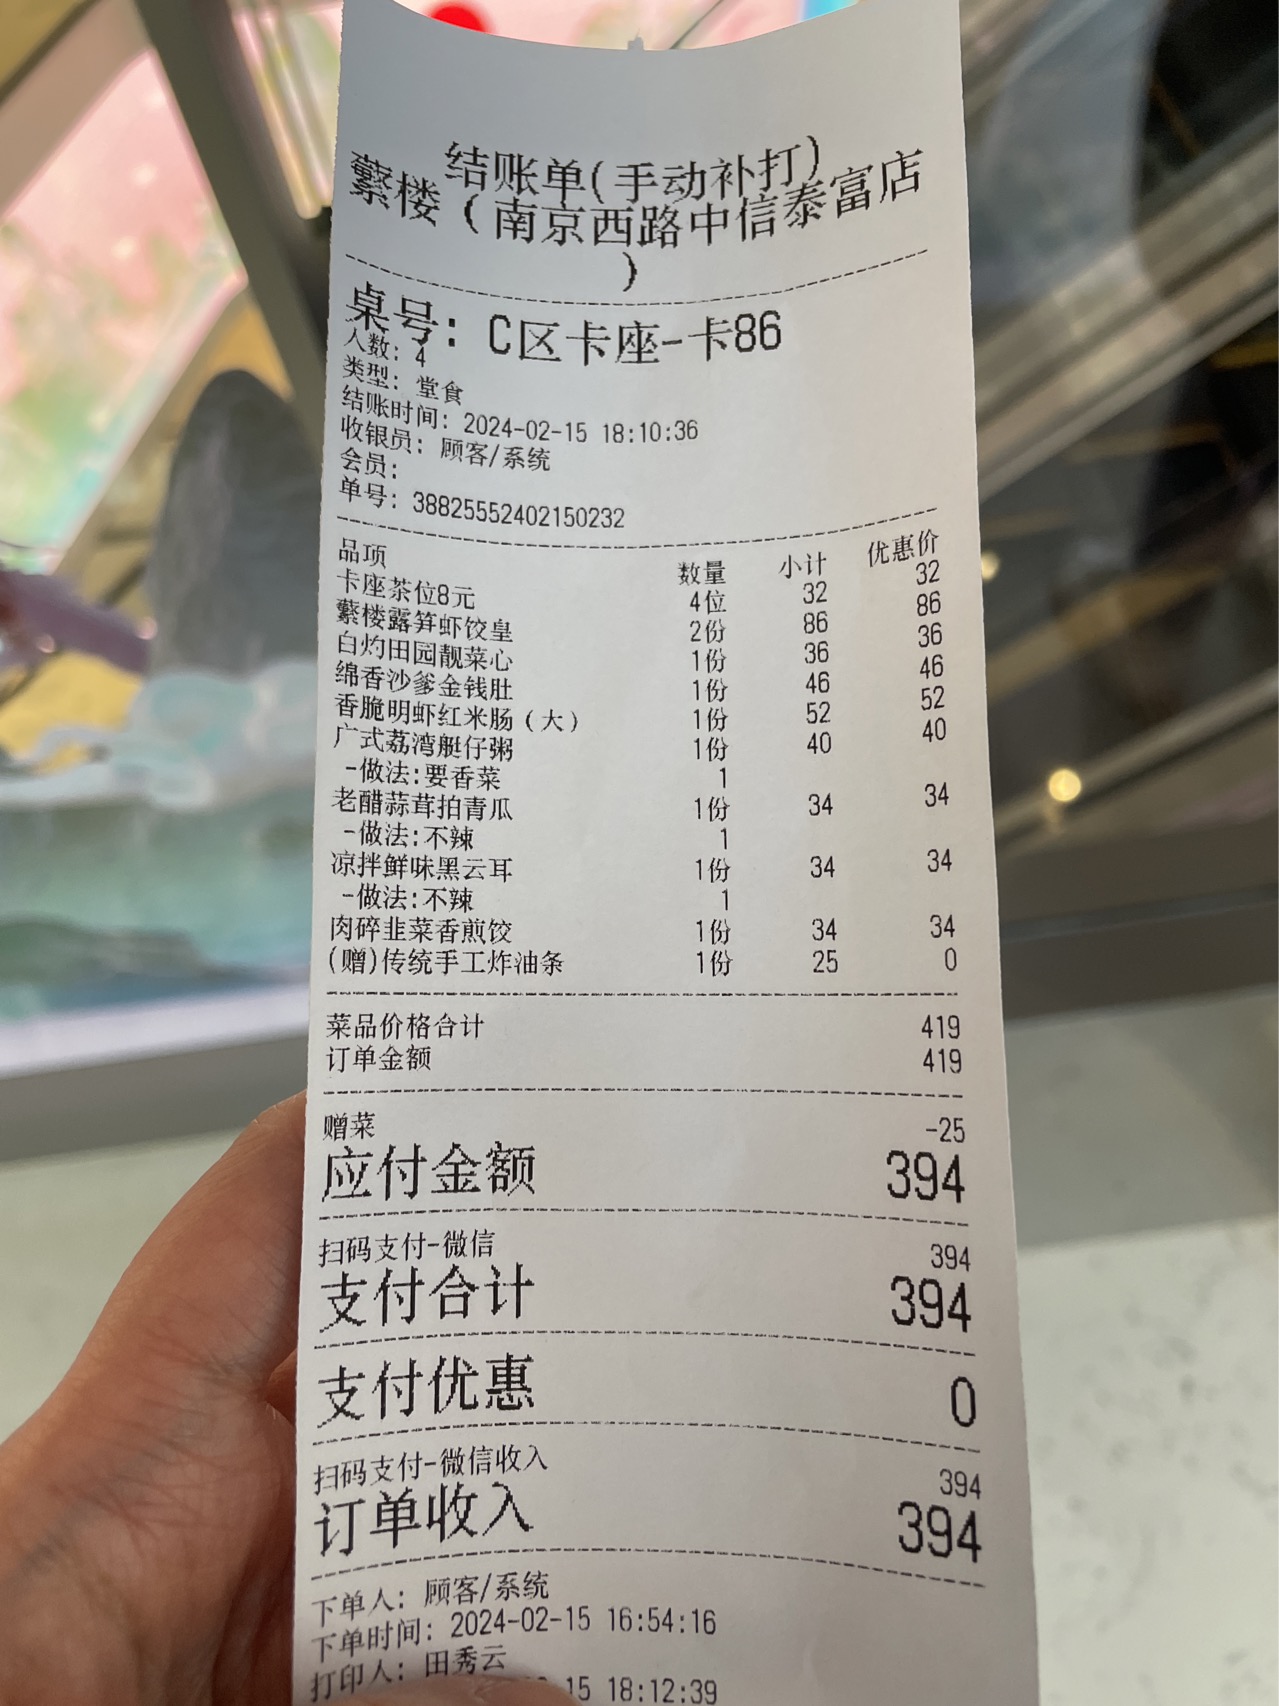 结账单(手动补打)
蘩楼（南京西路中信泰富店
）
桌号: C区卡座-卡86
人数: 4
类型: 堂食
结账时间: 2024-02-15 18:10:36
收银员: 顾客/系统
会员:
单号: 38825552402150232
品项 数量 小计 优惠价
卡座茶位8元 4位 32 32
蘩楼露笋虾饺皇 2份 86 86
白灼田园靓菜心 1份 36 36
绵香沙爹金钱肚 1份 46 46
香脆明虾红米肠（大） 1份 52 52
广式荔湾艇仔粥 1份 40 40
-做法:要香菜 1
老醋蒜茸拍青瓜 1份 34 34
-做法:不辣 1
凉拌鲜味黑云耳 1份 34 34
-做法:不辣 1
肉碎韭菜香煎饺 1份 34 34
(赠)传统手工炸油条 1份 25 0
菜品价格合计 419
订单金额 419
赠菜 -25
应付金额 394
扫码支付-微信 394
支付合计 394
支付优惠 0
扫码支付-微信收入 394
订单收入 394
下单人: 顾客/系统
下单时间: 2024-02-15 16:54:16
打印人: 田秀云
15 18:12:39